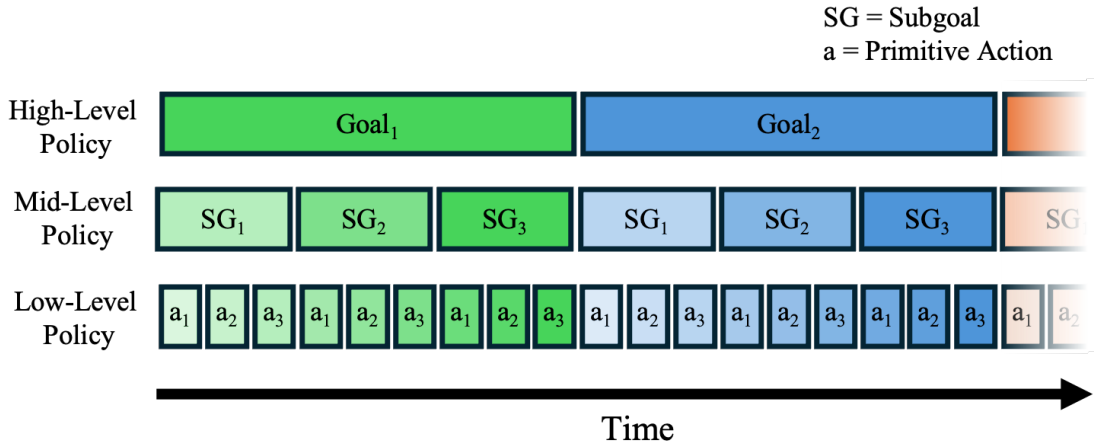 SG = Subgoal
a = Primitive Action
High-Level
Policy
Goal₁ Goal₂
Mid-Level
Policy
SG₁ SG₂ SG₃ SG₁ SG₂ SG₃ SG
Low-Level
Policy
a₁ a₂ a₃ a₁ a₂ a₃ a₁ a₂ a₃ a₁ a₂ a₃ a₁ a₂ a₃ a₁ a₂ a₃ a₁ a₂
Time